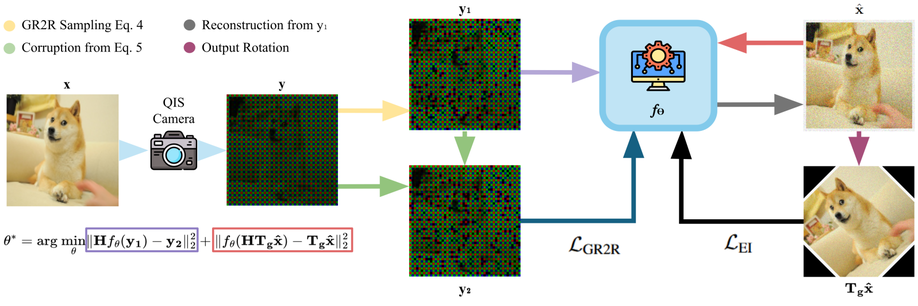 GR2R Sampling Eq. 4
Corruption from Eq. 5
Reconstruction from y₁
Output Rotation
x
QIS
Camera
y
y₁
y₂
f_Θ
x̂
T_g x̂
ℒ_GR2R
ℒ_EI
θ* = arg min_θ ‖Hf_θ(y₁) − y₂‖₂² + ‖f_θ(HT_g x̂) − T_g x̂‖₂²